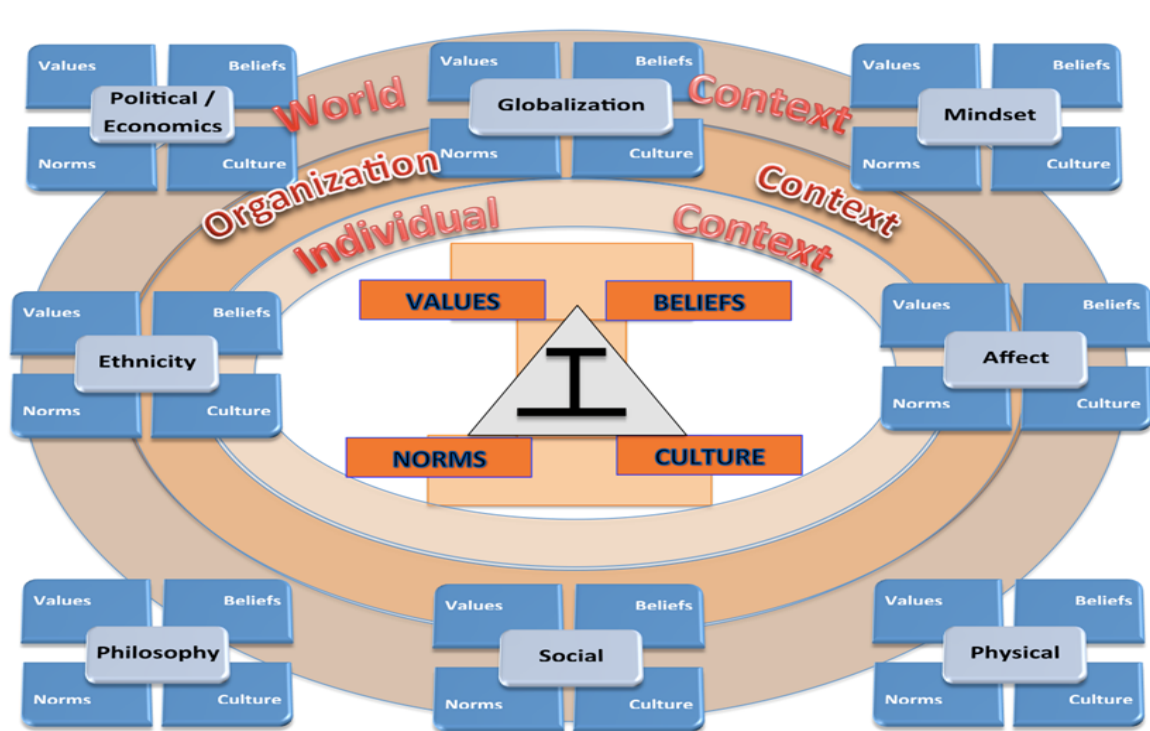 Values
Beliefs
Political /
Economics
Norms
Culture
World
Values
Beliefs
Globalization
Norms
Culture
Context
Values
Beliefs
Mindset
Norms
Culture
Organization
Context
Individual
Context
Values
Beliefs
Ethnicity
Norms
Culture
VALUES
BELIEFS
I
NORMS
CULTURE
Values
Beliefs
Affect
Norms
Culture
Values
Beliefs
Philosophy
Norms
Culture
Values
Beliefs
Social
Norms
Culture
Values
Beliefs
Physical
Norms
Culture